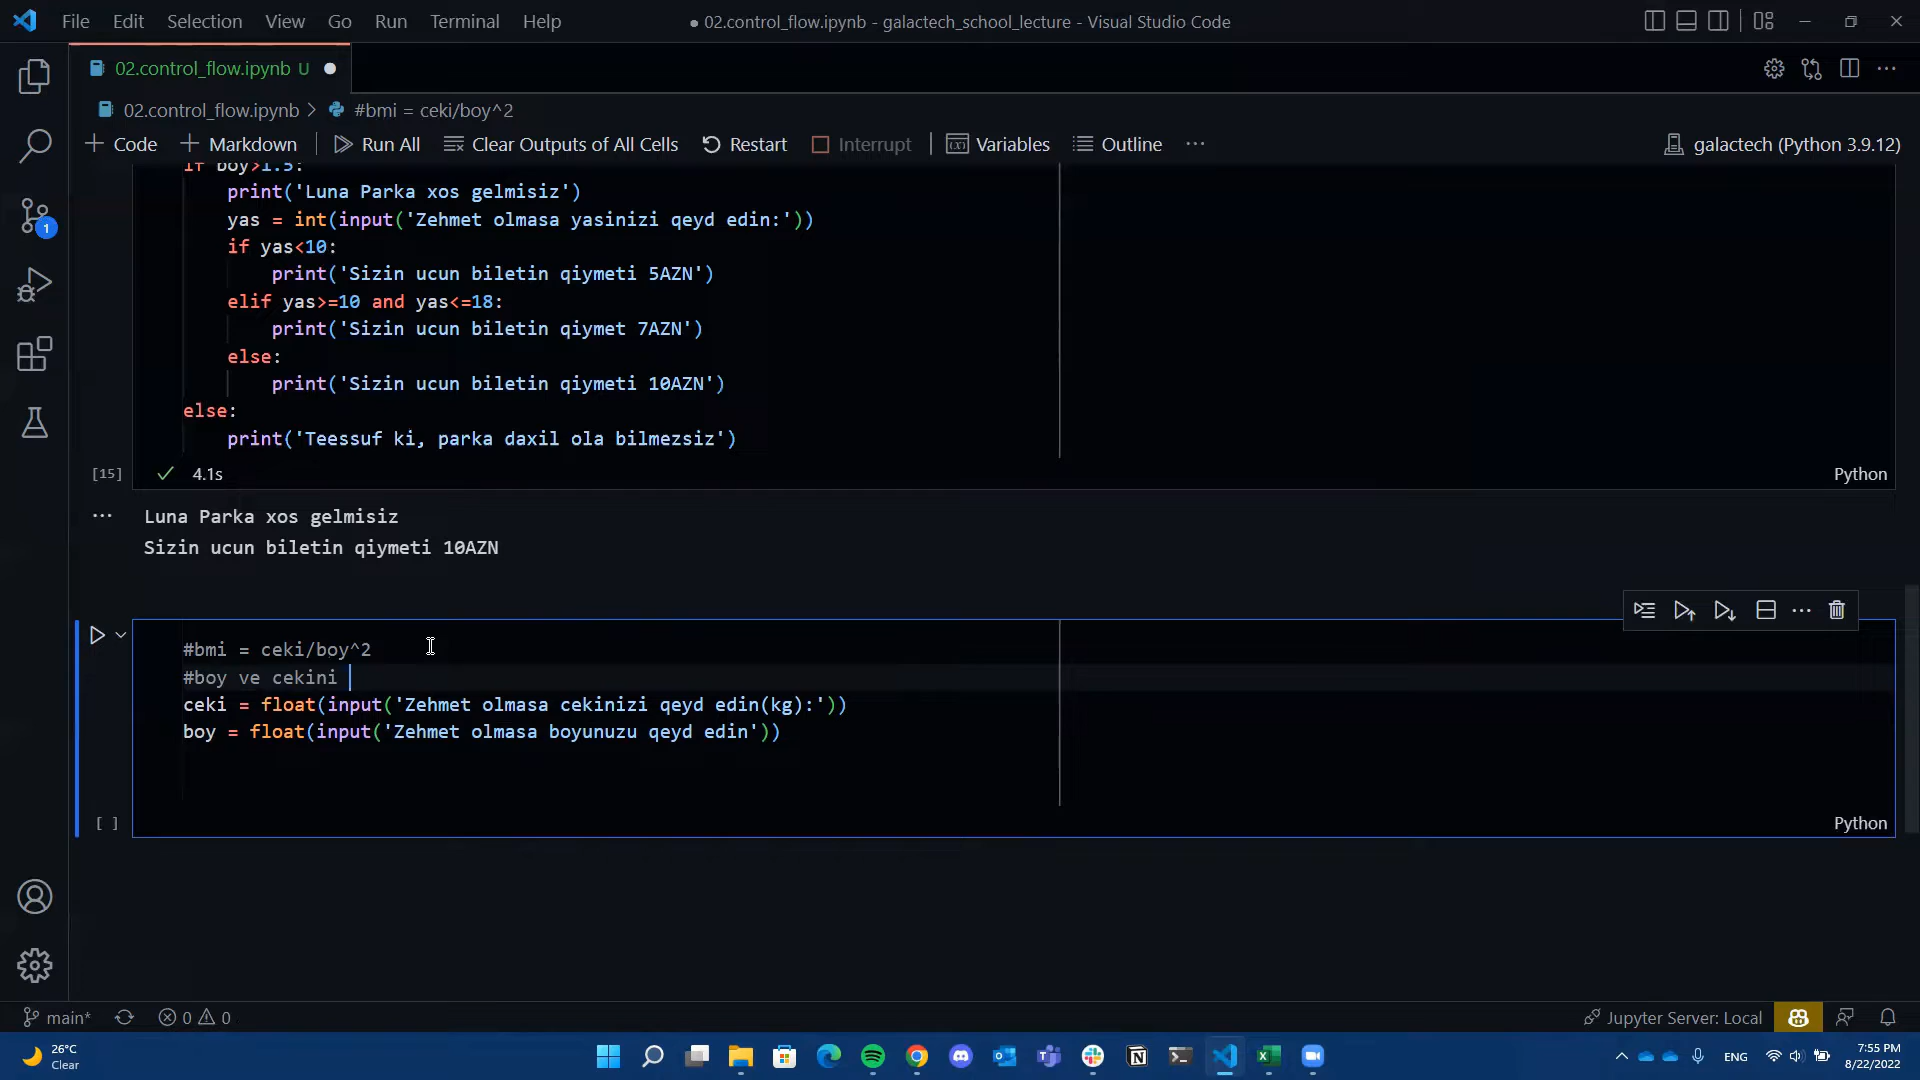 File Edit Selection View Go Run Terminal Help
● 02.control_flow.ipynb - galactech_school_lecture - Visual Studio Code
02.control_flow.ipynb U
02.control_flow.ipynb > #bmi = ceki/boy^2
+ Code + Markdown Run All Clear Outputs of All Cells Restart Interrupt Variables Outline ... galactech (Python 3.9.12)
if boy>1.5:
print('Luna Parka xos gelmisiz')
yas = int(input('Zehmet olmasa yasinizi qeyd edin:'))
if yas<10:
print('Sizin ucun biletin qiymeti 5AZN')
elif yas>=10 and yas<=18:
print('Sizin ucun biletin qiymet 7AZN')
else:
print('Sizin ucun biletin qiymeti 10AZN')
else:
print('Teessuf ki, parka daxil ola bilmezsiz')
[15] ✓ 4.1s Python
... Luna Parka xos gelmisiz
Sizin ucun biletin qiymeti 10AZN
#bmi = ceki/boy^2
#boy ve cekini
ceki = float(input('Zehmet olmasa cekinizi qeyd edin(kg):'))
boy = float(input('Zehmet olmasa boyunuzu qeyd edin'))
[ ] Python
1
main* 0 0 Jupyter Server: Local
26°C
Clear
ENG
7:55 PM
8/22/2022